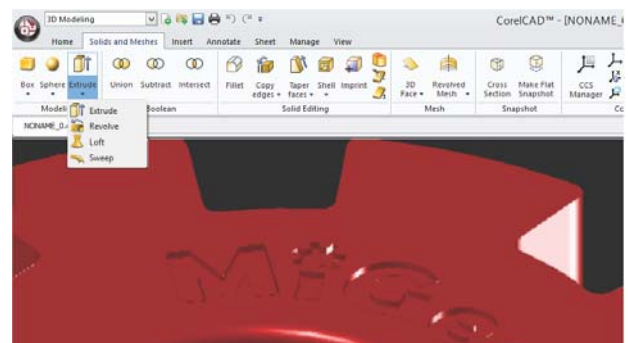 3D Modeling
CorelCAD™ - [NONAME_
Home Solids and Meshes Insert Annotate Sheet Manage View
Box Sphere Extrude Union Subtract Intersect Fillet Copy edges Taper faces Shell Imprint 3D Face Revolved Mesh Cross Section Make Flat Snapshot CCS Manager
Modeli Boolean Solid Editing Mesh Snapshot Co
NONAME_0.
Extrude
Revolve
Loft
Sweep